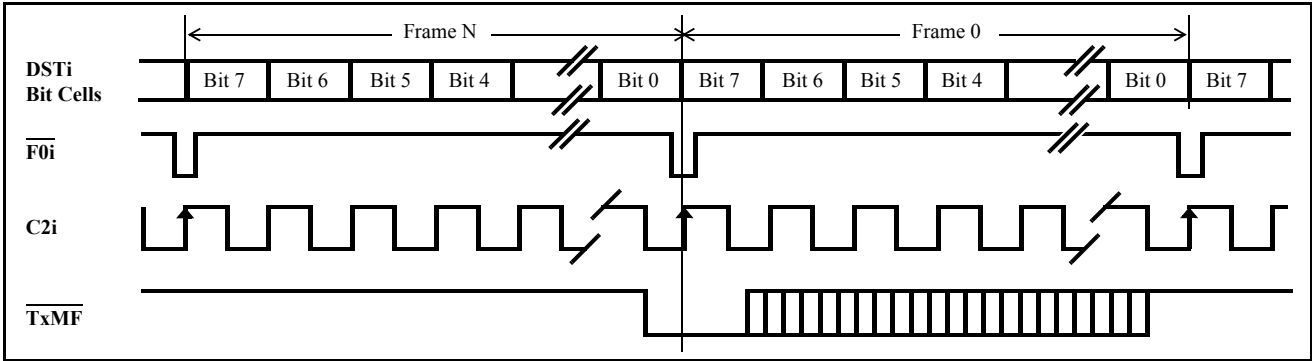 Frame N Frame 0
DSTi
Bit Cells
Bit 7 Bit 6 Bit 5 Bit 4 Bit 0 Bit 7 Bit 6 Bit 5 Bit 4 Bit 0 Bit 7
F0i
C2i
TxMF